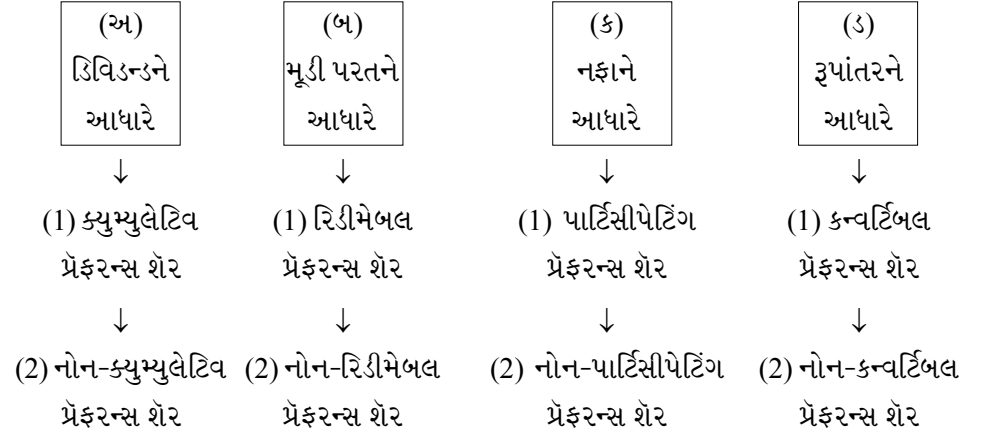 (અ)
ડિવિડન્ડને
આધારે
↓
(1) ક્યુમ્યુલેટિવ
પ્રૅફરન્સ શૅર
↓
(2) નોન-ક્યુમ્યુલેટિવ
પ્રૅફરન્સ શૅર
(બ)
મૂડી પરતને
આધારે
↓
(1) રિડીમેબલ
પ્રૅફરન્સ શૅર
↓
(2) નોન-રિડીમેબલ
પ્રૅફરન્સ શૅર
(ક)
નફાને
આધારે
↓
(1) પાર્ટિસીપેટિંગ
પ્રૅફરન્સ શૅર
↓
(2) નોન-પાર્ટિસીપેટિંગ
પ્રૅફરન્સ શૅર
(ડ)
રૂપાંતરને
આધારે
↓
(1) કન્વર્ટિબલ
પ્રૅફરન્સ શૅર
↓
(2) નોન-કન્વર્ટિબલ
પ્રૅફરન્સ શૅર